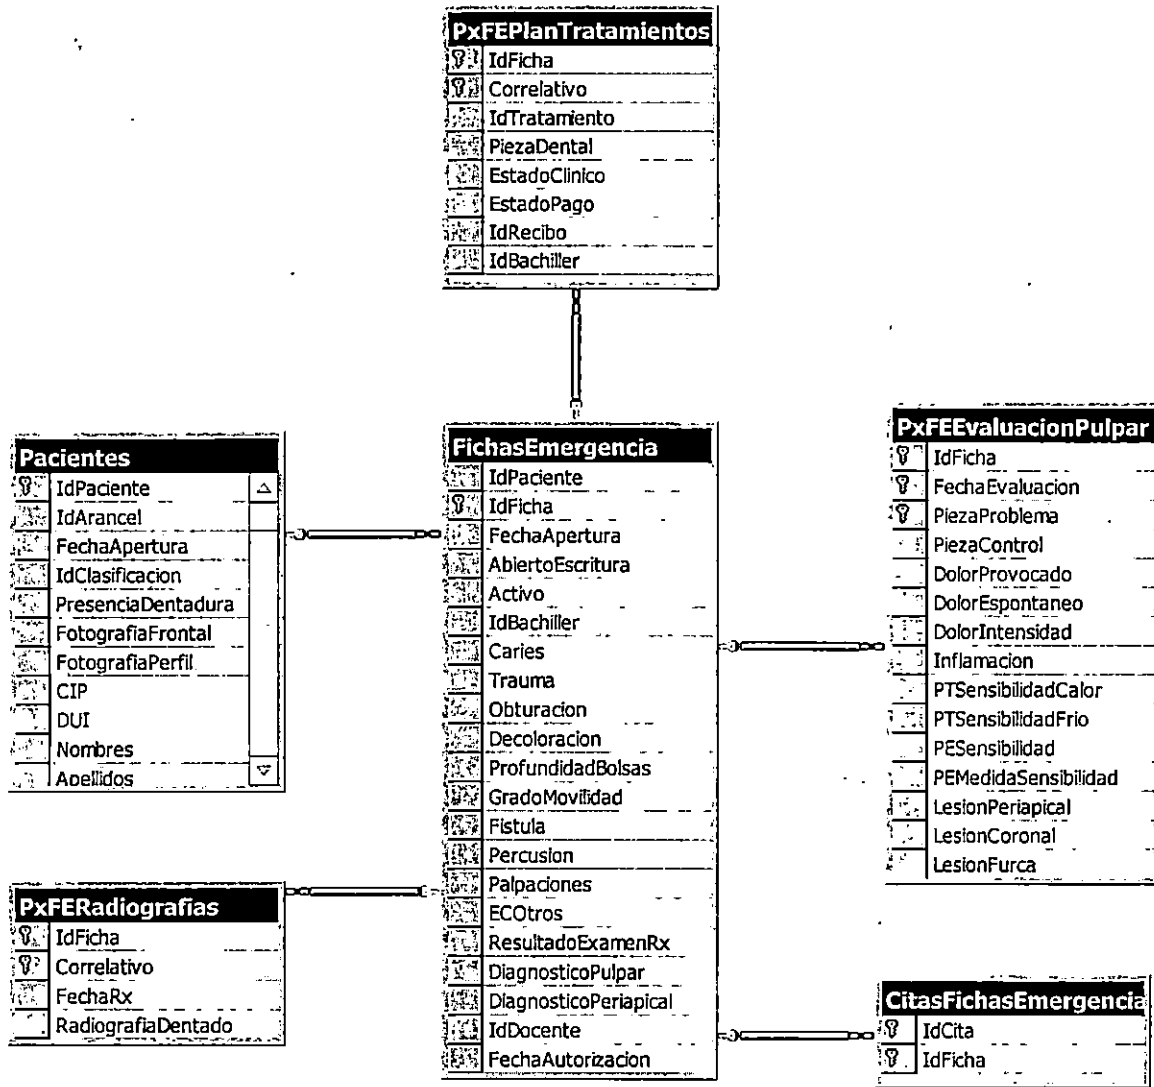 PxFEPlanTratamientos
IdFicha
Correlativo
IdTratamiento
PiezaDental
EstadoClinico
EstadoPago
IdRecibo
IdBachiller
Pacientes
IdPaciente
IdArancel
FechaApertura
IdClasificacion
PresenciaDentadura
FotografiaFrontal
FotografiaPerfil
CIP
DUI
Nombres
Apellidos
FichasEmergencia
IdPaciente
IdFicha
FechaApertura
AbiertoEscritura
Activo
IdBachiller
Caries
Trauma
Obturacion
Decoloracion
ProfundidadBolsas
GradoMovilidad
Fistula
Percusion
Palpaciones
ECOtros
ResultadoExamenRx
DiagnosticoPulpar
DiagnosticoPeriapical
IdDocente
FechaAutorizacion
PxFEEvaluacionPulpar
IdFicha
FechaEvaluacion
PiezaProblema
PiezaControl
DolorProvocado
DolorEspontaneo
DolorIntensidad
Inflamacion
PTSensibilidadCalor
PTSensibilidadFrio
PESensibilidad
PEMedidaSensibilidad
LesionPeriapical
LesionCoronal
LesionFurca
PxFERadiografias
IdFicha
Correlativo
FechaRx
RadiografiaDentado
CitasFichasEmergencia
IdCita
IdFicha